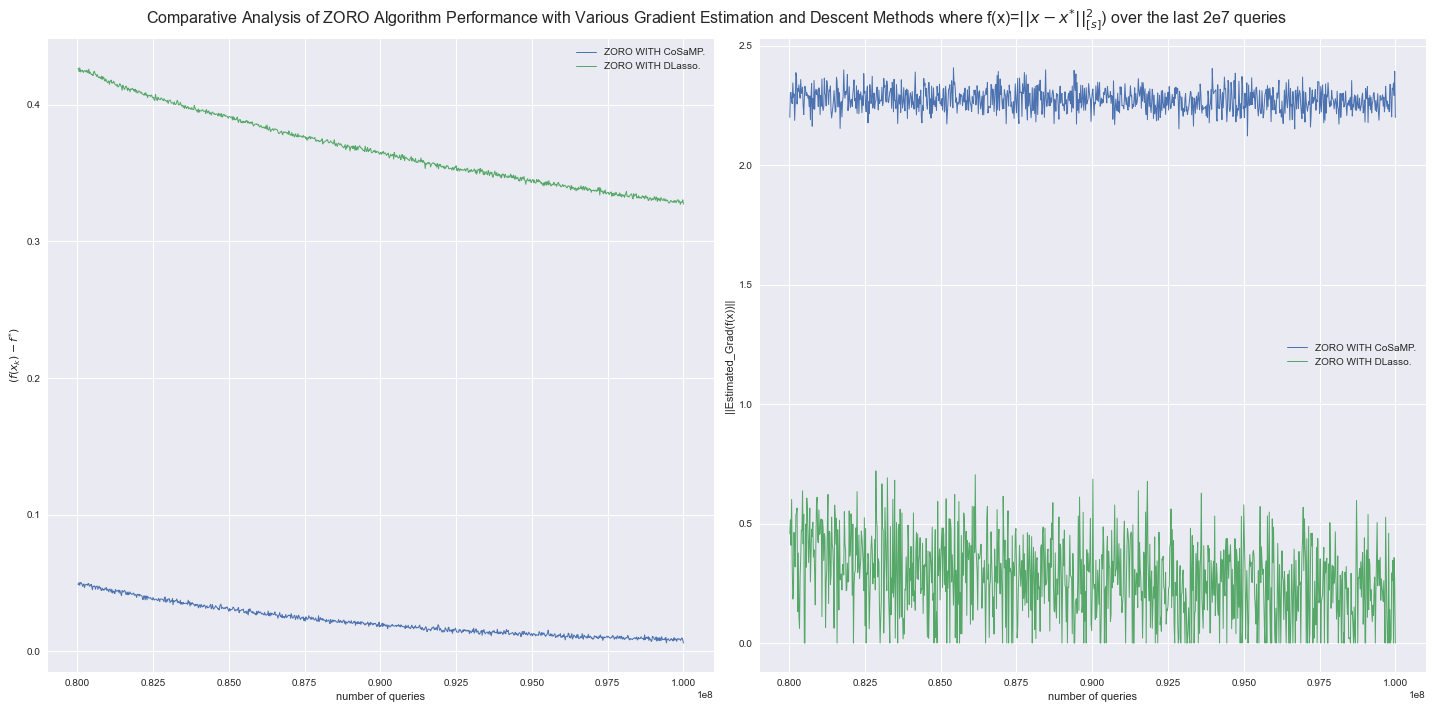 Comparative Analysis of ZORO Algorithm Performance with Various Gradient Estimation and Descent Methods where f(x)=$||x-x^*||^2_{[s]}$) over the last 2e7 queries
ZORO WITH CoSaMP.
ZORO WITH DLasso.
0.4
0.3
0.2
0.1
0.0
$(f(x_k) - f^*)$
0.800 0.825 0.850 0.875 0.900 0.925 0.950 0.975 1.000
1e8
number of queries
2.5
2.0
1.5
1.0
0.5
0.0
||Estimated_Grad(f(x))||
ZORO WITH CoSaMP.
ZORO WITH DLasso.
0.800 0.825 0.850 0.875 0.900 0.925 0.950 0.975 1.000
1e8
number of queries